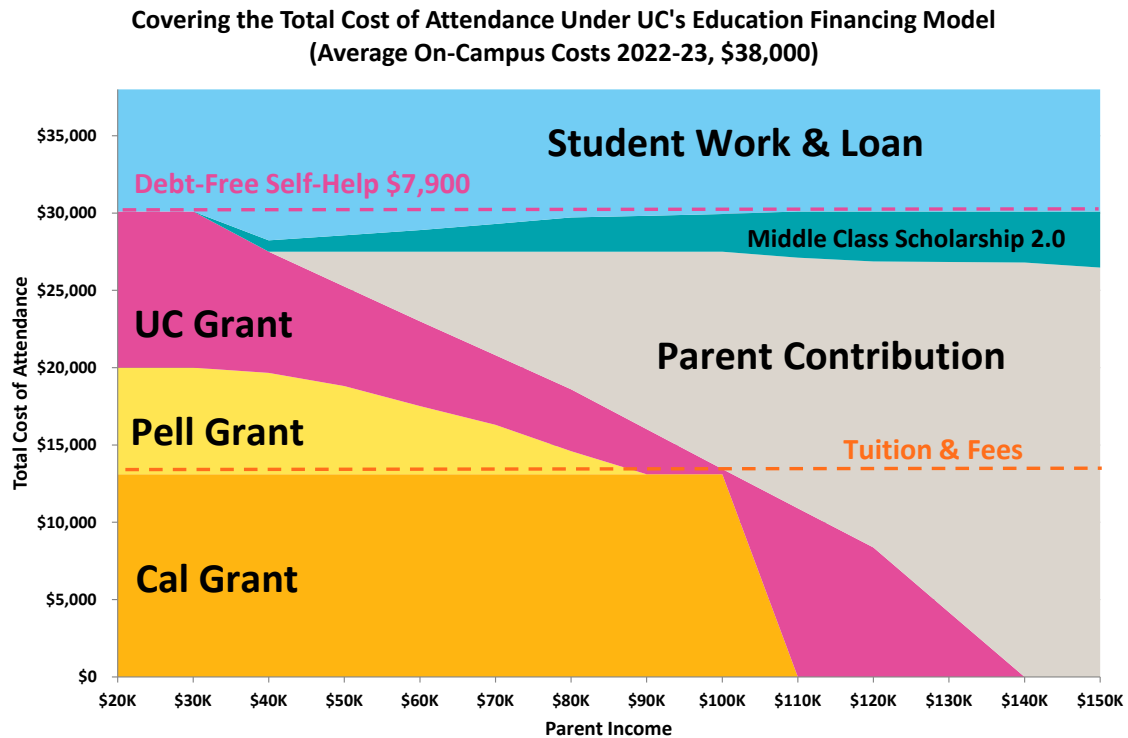 Covering the Total Cost of Attendance Under UC's Education Financing Model
(Average On-Campus Costs 2022-23, $38,000)
Total Cost of Attendance
$35,000
$30,000
$25,000
$20,000
$15,000
$10,000
$5,000
$0
Student Work & Loan
Debt-Free Self-Help $7,900
Middle Class Scholarship 2.0
UC Grant
Parent Contribution
Pell Grant
Tuition & Fees
Cal Grant
$20K $30K $40K $50K $60K $70K $80K $90K $100K $110K $120K $130K $140K $150K
Parent Income